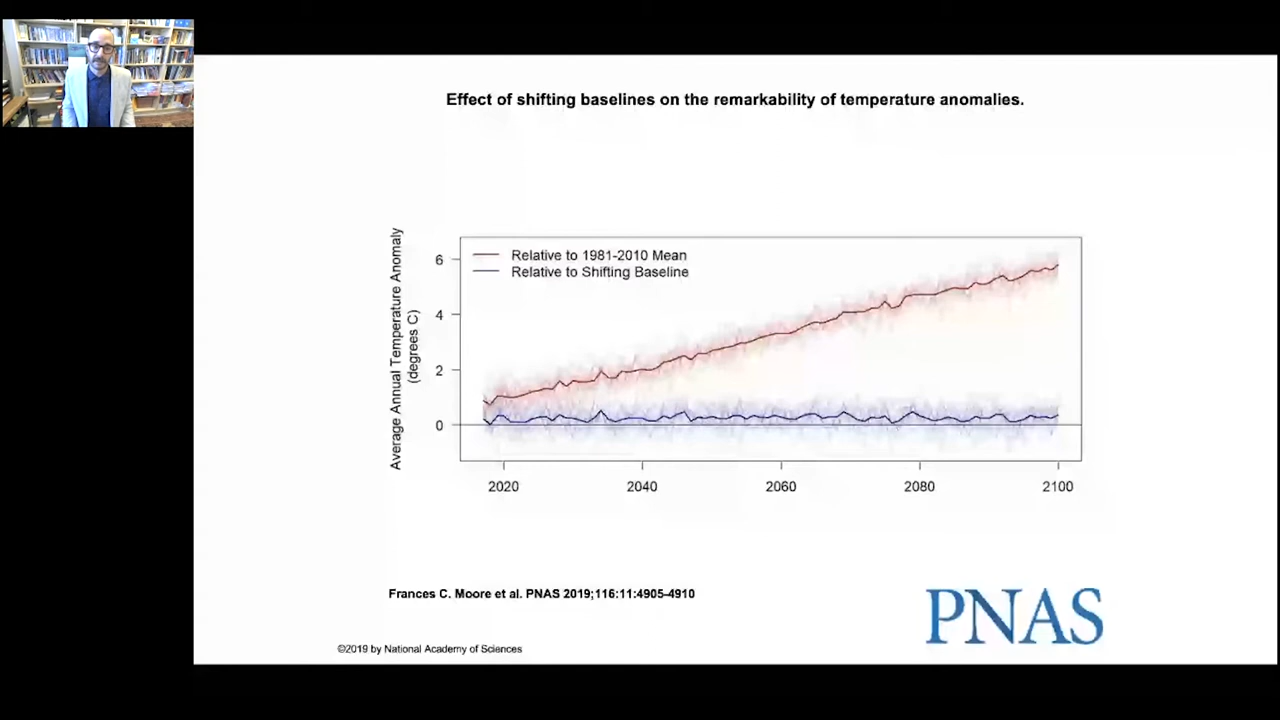 Effect of shifting baselines on the remarkability of temperature anomalies.
Average Annual Temperature Anomaly
(degrees C)
Relative to 1981-2010 Mean
Relative to Shifting Baseline
6
4
2
0
2020 2040 2060 2080 2100
Frances C. Moore et al. PNAS 2019;116:11:4905-4910
PNAS
©2019 by National Academy of Sciences